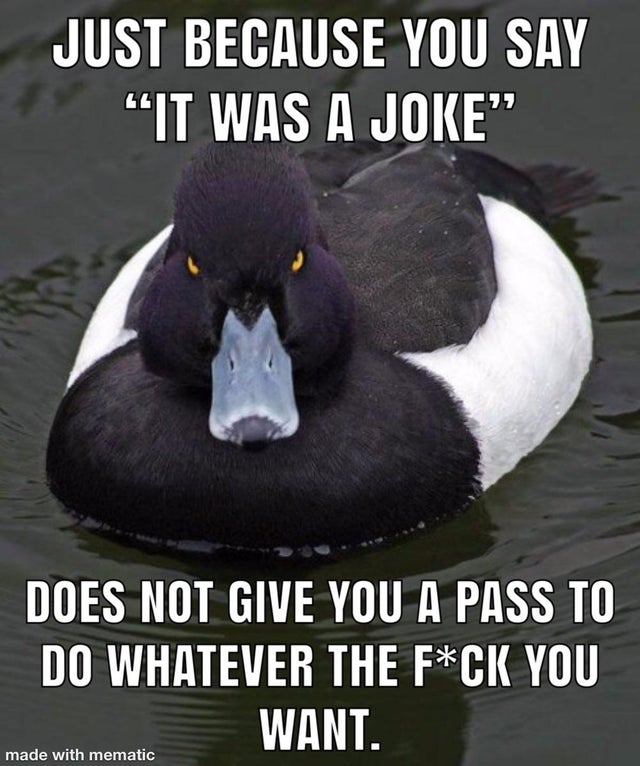 JUST BECAUSE YOU SAY
“IT WAS A JOKE”
DOES NOT GIVE YOU A PASS TO
DO WHATEVER THE F*CK YOU
WANT.
made with mematic